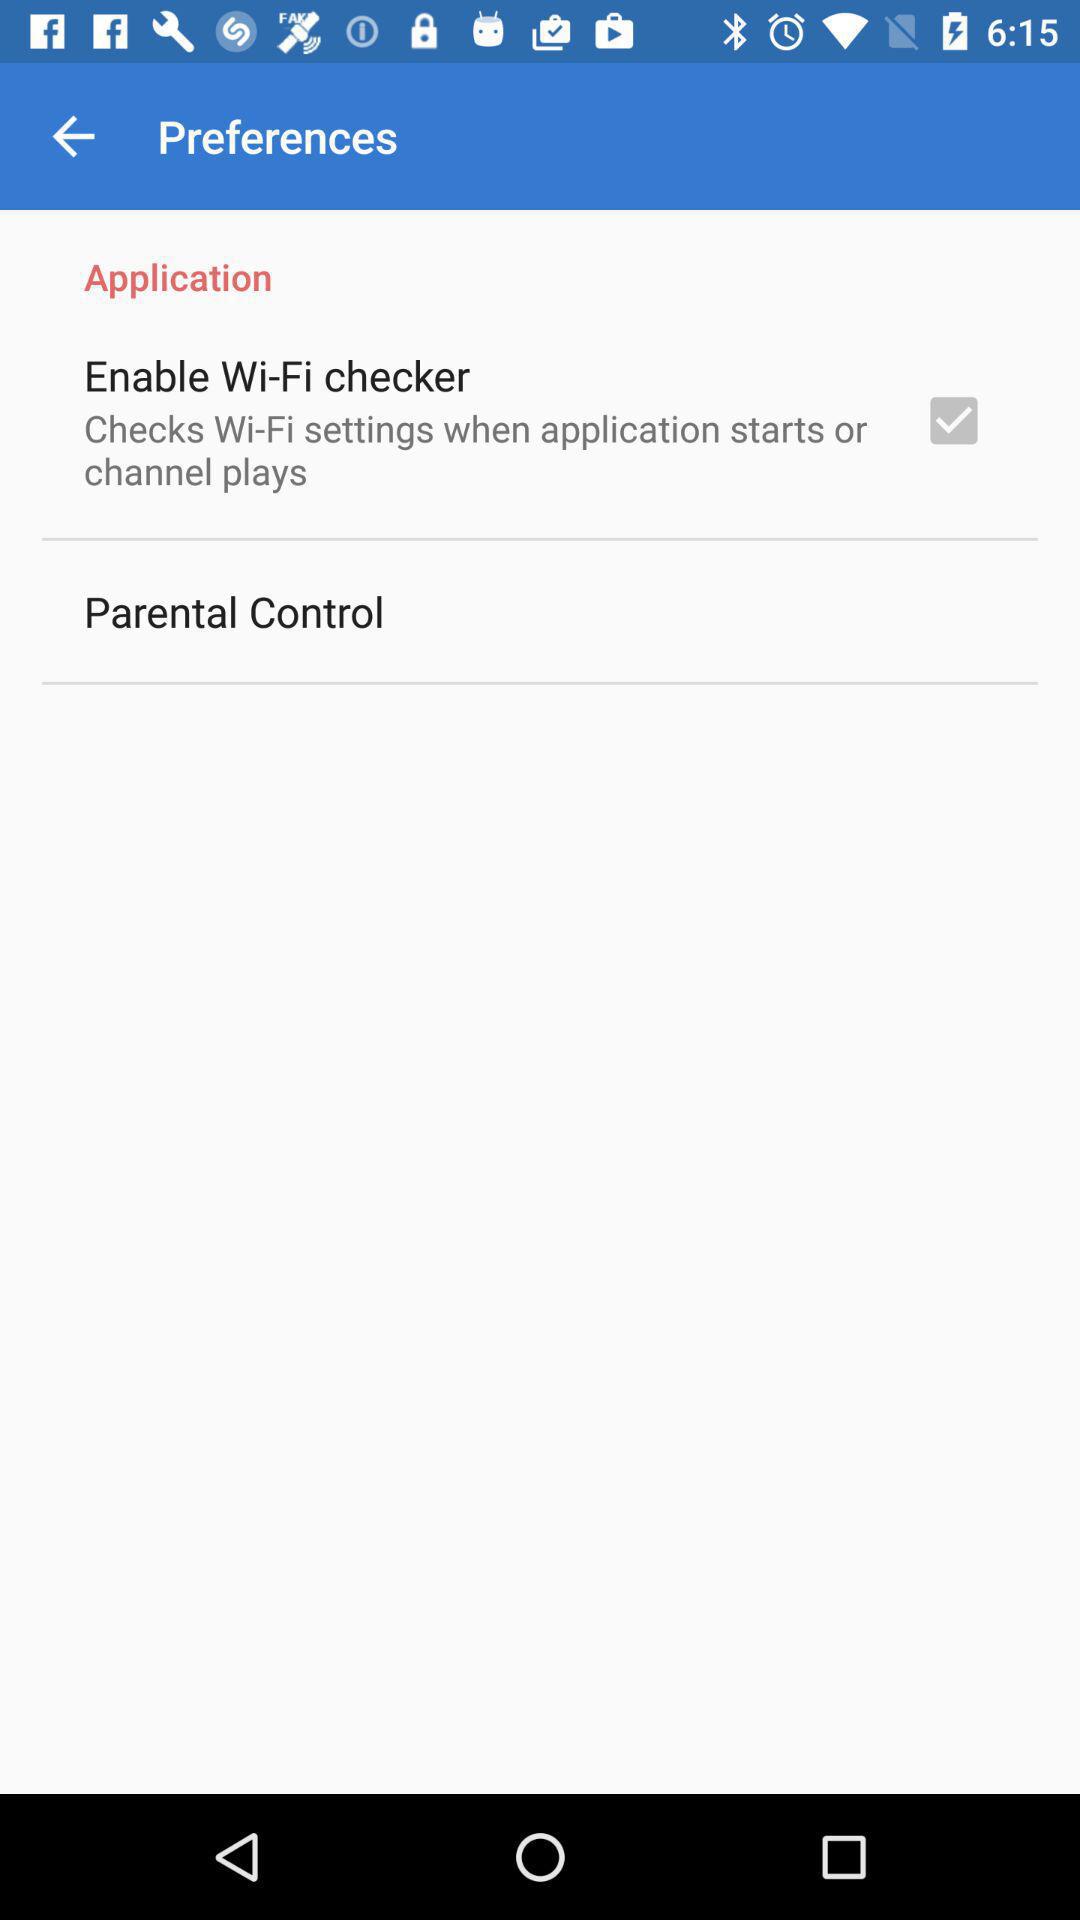 FAKE
6:15
Preferences
Application
Enable Wi-Fi checker
Checks Wi-Fi settings when application starts or
channel plays
Parental Control